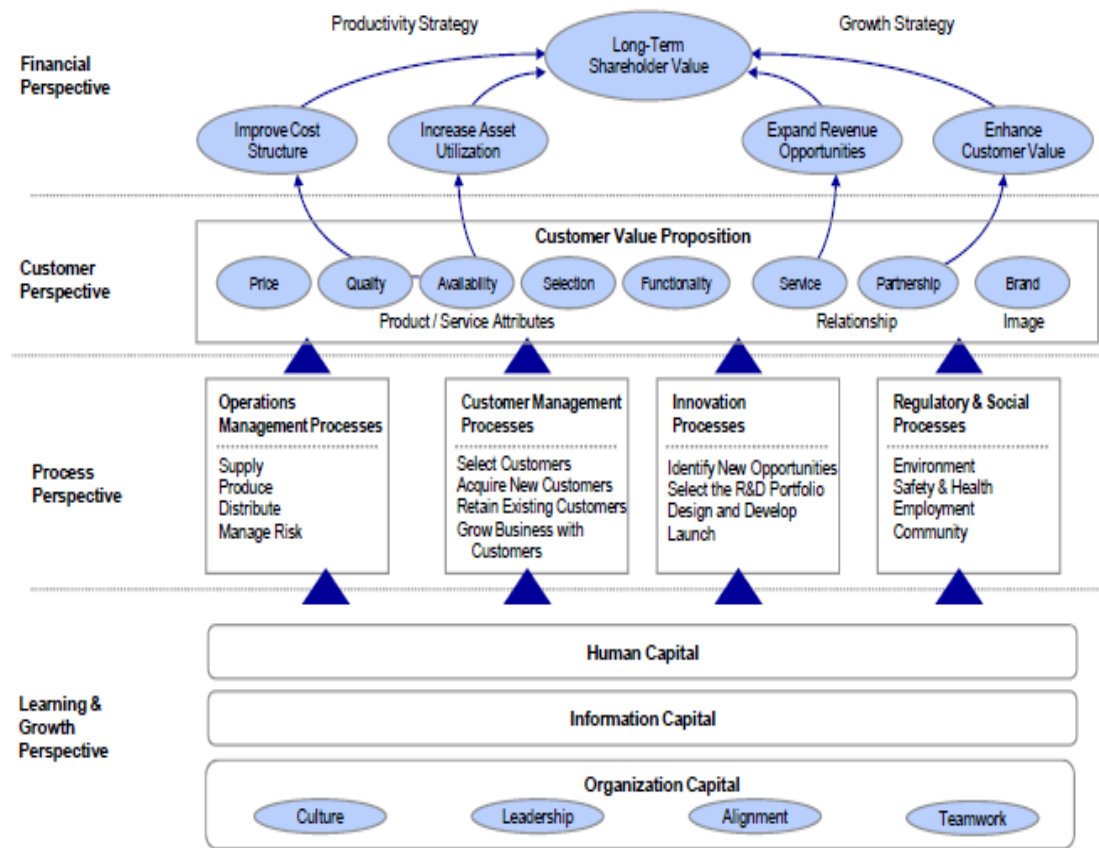 Productivity Strategy
Growth Strategy
Long-Term
Shareholder Value
Financial
Perspective
Improve Cost
Structure
Increase Asset
Utilization
Expand Revenue
Opportunities
Enhance
Customer Value
Customer Value Proposition
Customer
Perspective
Price
Quality
Availability
Selection
Functionality
Service
Partnership
Brand
Product / Service Attributes
Relationship
Image
Process
Perspective
Operations
Management Processes
Supply
Produce
Distribute
Manage Risk
Customer Management
Processes
Select Customers
Acquire New Customers
Retain Existing Customers
Grow Business with
Customers
Innovation
Processes
Identify New Opportunities
Select the R&D Portfolio
Design and Develop
Launch
Regulatory & Social
Processes
Environment
Safety & Health
Employment
Community
Learning &
Growth
Perspective
Human Capital
Information Capital
Organization Capital
Culture
Leadership
Alignment
Teamwork